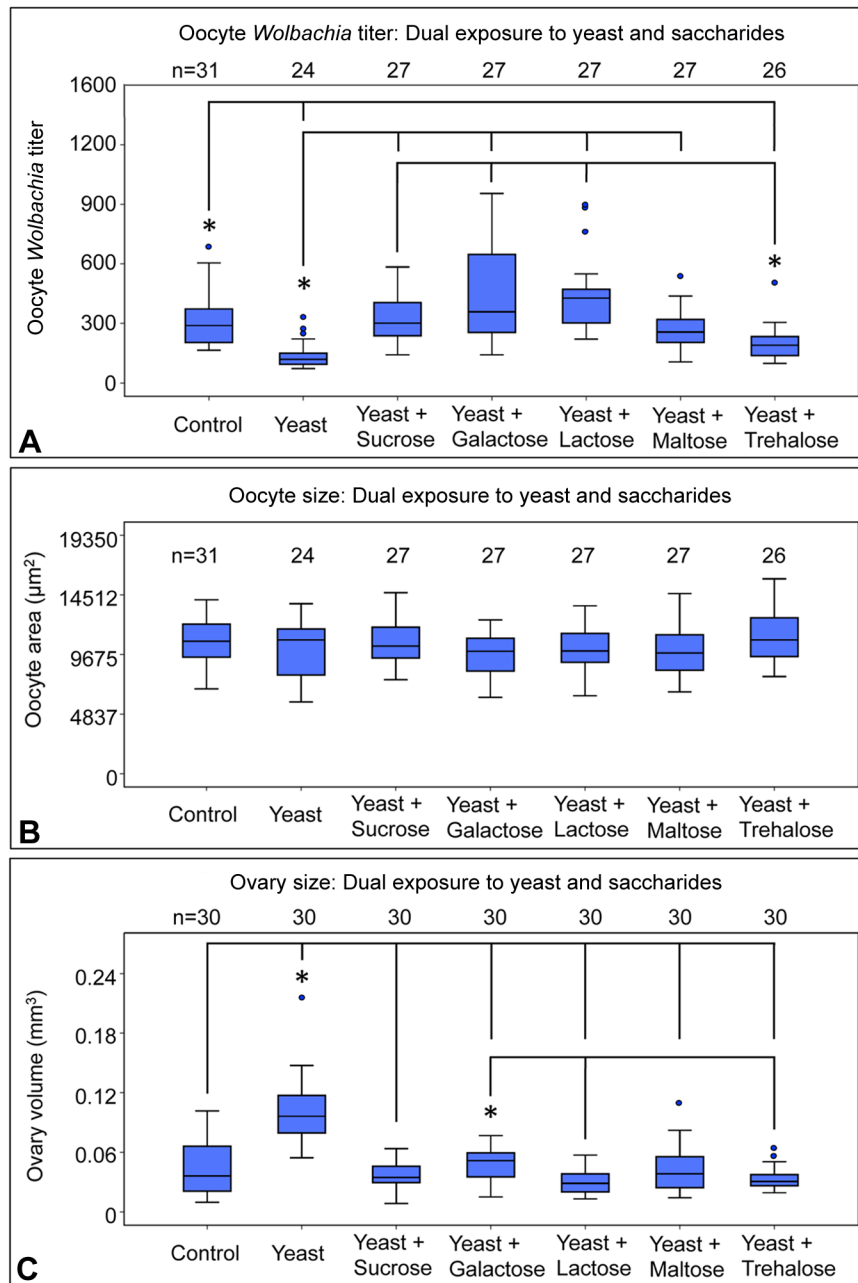 Oocyte Wolbachia titer: Dual exposure to yeast and saccharides
n=31 24 27 27 27 27 26
Oocyte Wolbachia titer
1600
1200
900
600
300
0
* * *
Control Yeast Yeast + Sucrose Yeast + Galactose Yeast + Lactose Yeast + Maltose Yeast + Trehalose
A
Oocyte size: Dual exposure to yeast and saccharides
n=31 24 27 27 27 27 26
Oocyte area (µm²)
19350
14512
9675
4837
0
Control Yeast Yeast + Sucrose Yeast + Galactose Yeast + Lactose Yeast + Maltose Yeast + Trehalose
B
Ovary size: Dual exposure to yeast and saccharides
n=30 30 30 30 30 30 30
Ovary volume (mm³)
0.24
0.18
0.12
0.06
0
* *
Control Yeast Yeast + Sucrose Yeast + Galactose Yeast + Lactose Yeast + Maltose Yeast + Trehalose
C